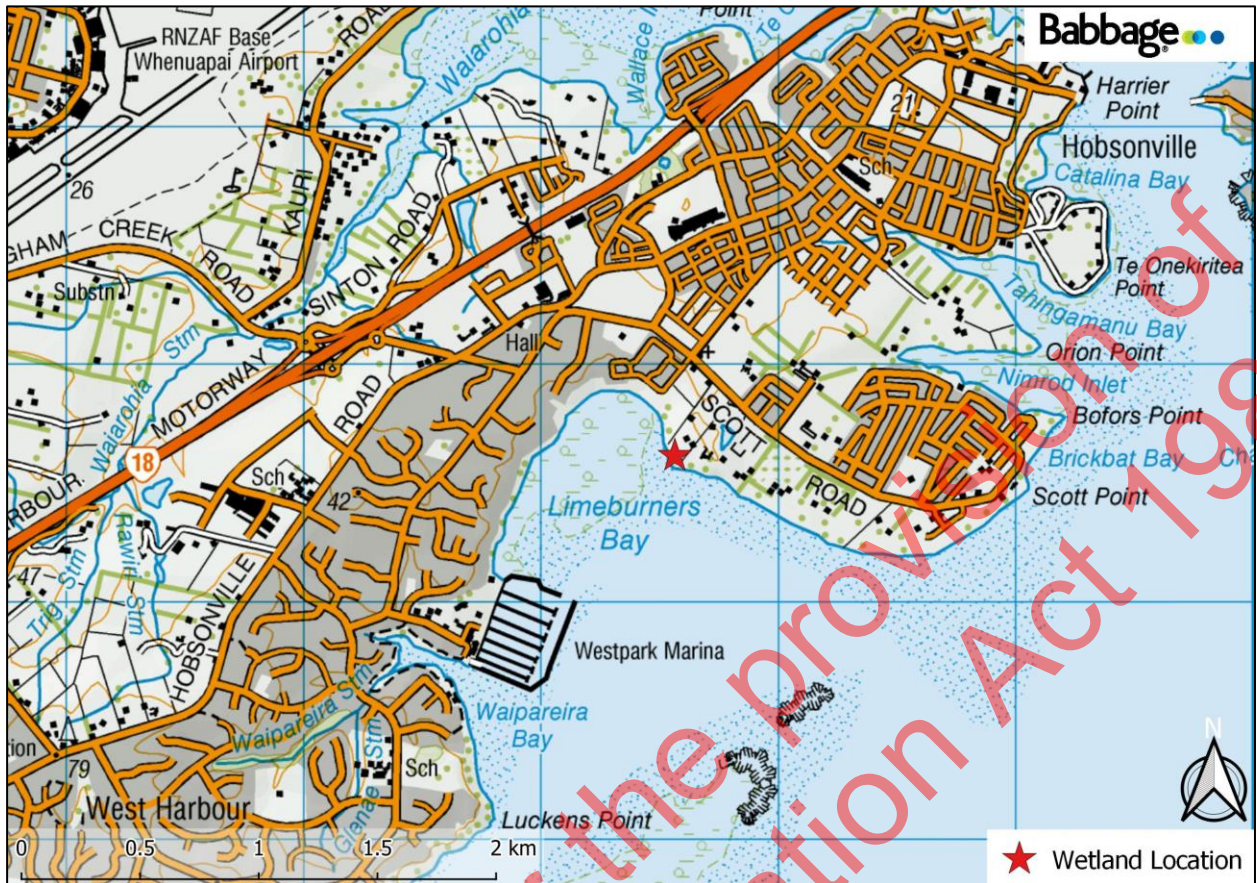 Point
Babbage
RNZAF Base
Whenuapai Airport
ROAD
Waiarohia
Wallace
Te
Harrier
Point
21
Hobsonville
Catalina Bay
Sch
26
KAURI
ROAD
GHAM CREEK
ROAD
SINTON ROAD
Te Onekiritea
Point
Substn
Tahingamanu Bay
Orion Point
Hall
Stm
Nimrod Inlet
MOTORWAY
ROAD
SCOTT
Bofors Point
Waiarohia
18
Brickbat Bay
Sch
ROAD
Scott Point
42
RBOUR
Limeburners
Bay
Rawiri Stm
47
Trig Stm
HOBSONVILLE
Westpark Marina
Waipareira Stm
Waipareira
Bay
N
79
Glenae Stm
Sch
West Harbour
Luckens Point
0 0.5 1 1.5 2 km
Wetland Location
the provision of
tion Act 198